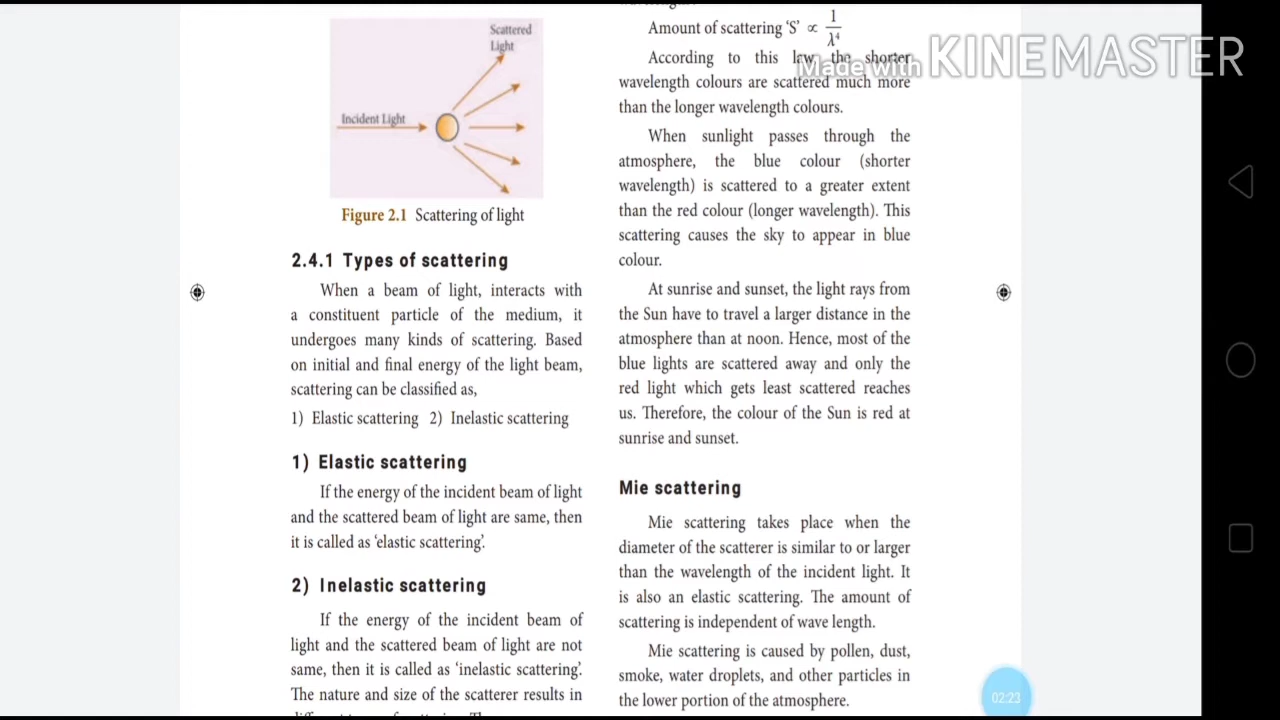 Scattered
Light
Incident Light
Figure 2.1 Scattering of light
2.4.1 Types of scattering
When a beam of light, interacts with
a constituent particle of the medium, it
undergoes many kinds of scattering. Based
on initial and final energy of the light beam,
scattering can be classified as,
1) Elastic scattering 2) Inelastic scattering
1) Elastic scattering
If the energy of the incident beam of light
and the scattered beam of light are same, then
it is called as ‘elastic scattering’.
2) Inelastic scattering
If the energy of the incident beam of
light and the scattered beam of light are not
same, then it is called as ‘inelastic scattering’.
The nature and size of the scatterer results in
Amount of scattering ‘S’ ∝ 1/λ⁴
According to this law, the shorter
wavelength colours are scattered much more
than the longer wavelength colours.
When sunlight passes through the
atmosphere, the blue colour (shorter
wavelength) is scattered to a greater extent
than the red colour (longer wavelength). This
scattering causes the sky to appear in blue
colour.
At sunrise and sunset, the light rays from
the Sun have to travel a larger distance in the
atmosphere than at noon. Hence, most of the
blue lights are scattered away and only the
red light which gets least scattered reaches
us. Therefore, the colour of the Sun is red at
sunrise and sunset.
Mie scattering
Mie scattering takes place when the
diameter of the scatterer is similar to or larger
than the wavelength of the incident light. It
is also an elastic scattering. The amount of
scattering is independent of wave length.
Mie scattering is caused by pollen, dust,
smoke, water droplets, and other particles in
the lower portion of the atmosphere.
Made with KINEMASTER
02:23